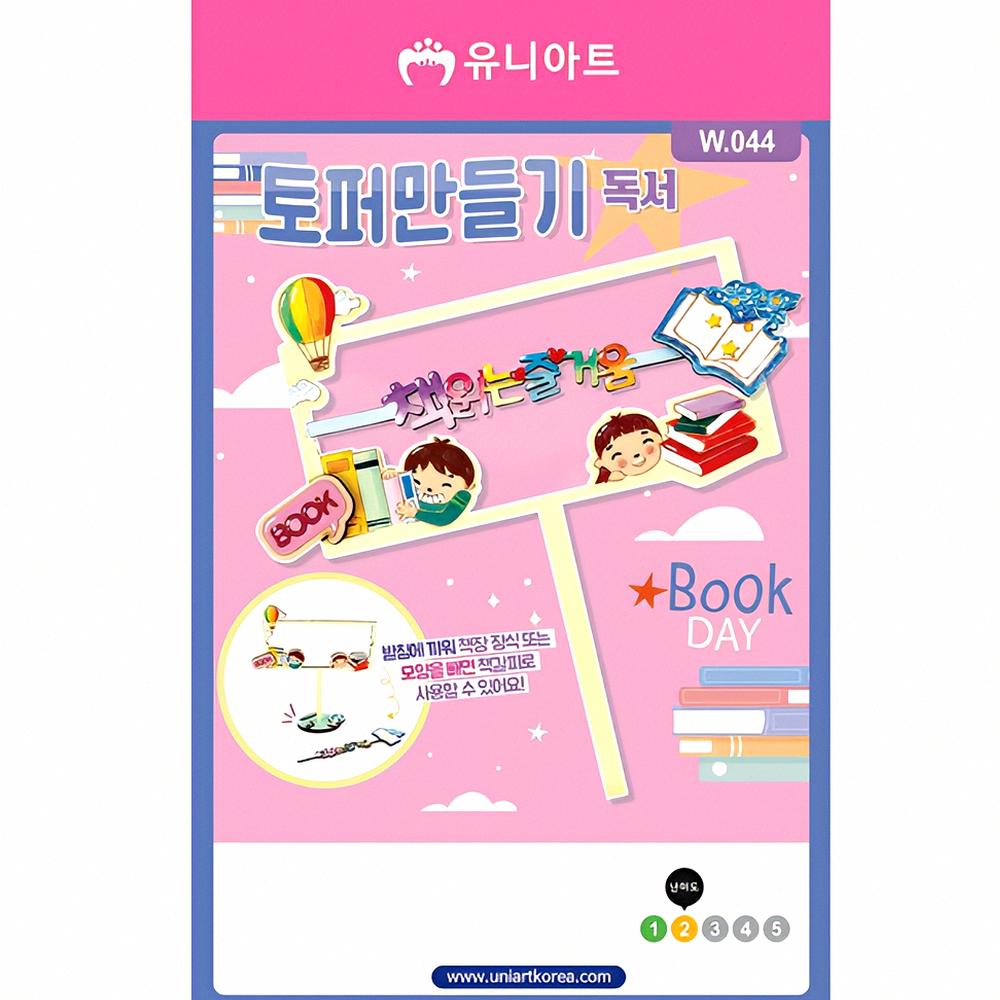 유니아트
W.044
토퍼만들기 독서
책읽는즐거움
BOOK
Book
DAY
받침에 끼워 책장 장식 또는
모양을 빼면 책갈피로
사용할 수 있어요!
난이도
1 2 3 4 5
www.uniartkorea.com